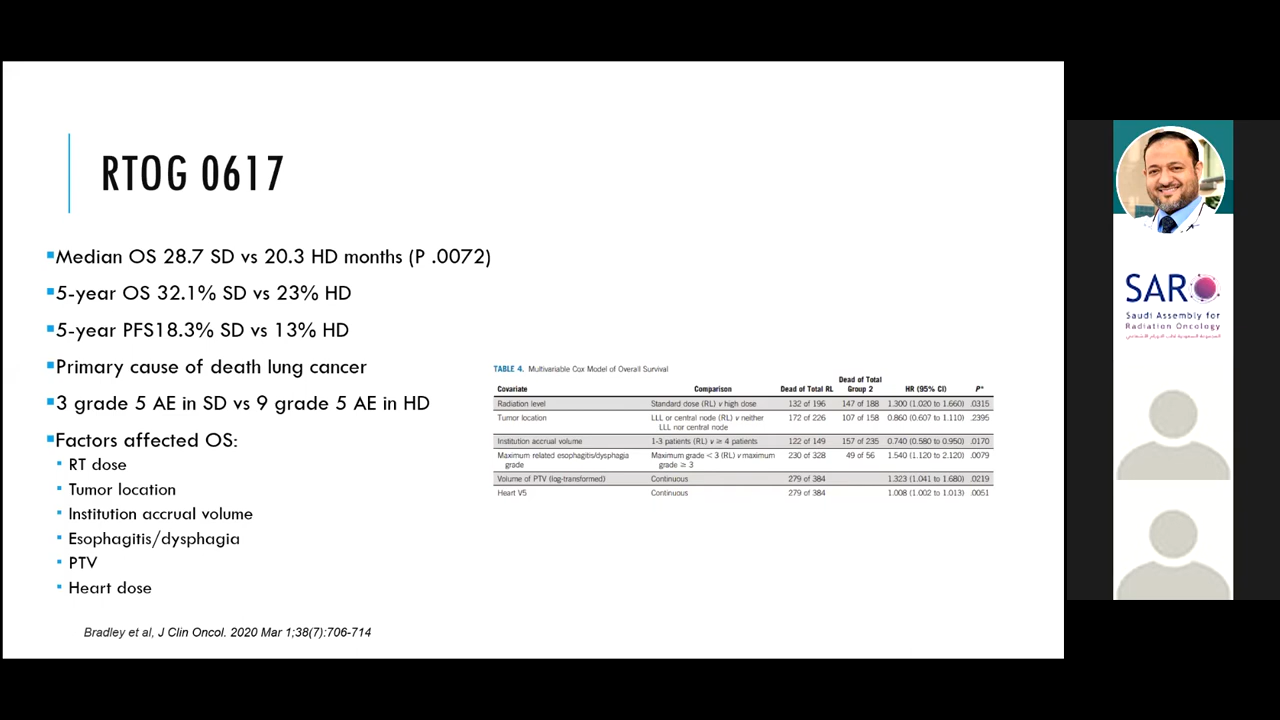 RTOG 0617
Median OS 28.7 SD vs 20.3 HD months (P .0072)
5-year OS 32.1% SD vs 23% HD
5-year PFS18.3% SD vs 13% HD
Primary cause of death lung cancer
3 grade 5 AE in SD vs 9 grade 5 AE in HD
Factors affected OS:
RT dose
Tumor location
Institution accrual volume
Esophagitis/dysphagia
PTV
Heart dose
Bradley et al, J Clin Oncol. 2020 Mar 1;38(7):706-714
TABLE 4. Multivariable Cox Model of Overall Survival
Dead of Total
Covariate Comparison Dead of Total RL Group 2 HR (95% CI) P*
Radiation level Standard dose (RL) v high dose 132 of 196 147 of 188 1.300 (1.020 to 1.660) .0315
Tumor location LLL or central node (RL) v neither 172 of 226 107 of 158 0.860 (0.607 to 1.110) .2395
LLL nor central node
Institution accrual volume 1-3 patients (RL) v ≥ 4 patients 122 of 149 157 of 235 0.740 (0.580 to 0.950) .0170
Maximum related esophagitis/dysphagia Maximum grade < 3 (RL) v maximum 230 of 328 49 of 56 1.540 (1.120 to 2.120) .0079
grade grade ≥ 3
Volume of PTV (log-transformed) Continuous 279 of 384 1.323 (1.041 to 1.680) .0219
Heart V5 Continuous 279 of 384 1.008 (1.002 to 1.013) .0051
SARO
Saudi Assembly for
Radiation Oncology